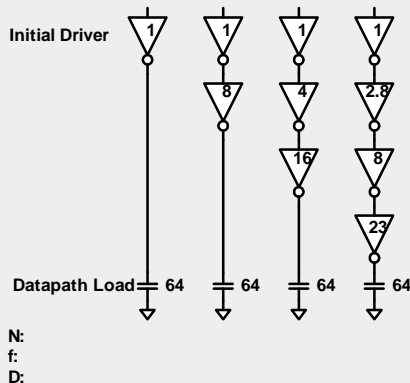 Initial Driver 1 1 1 1
8 4 2.8
16 8
23
Datapath Load 64 64 64 64
N:
f:
D: